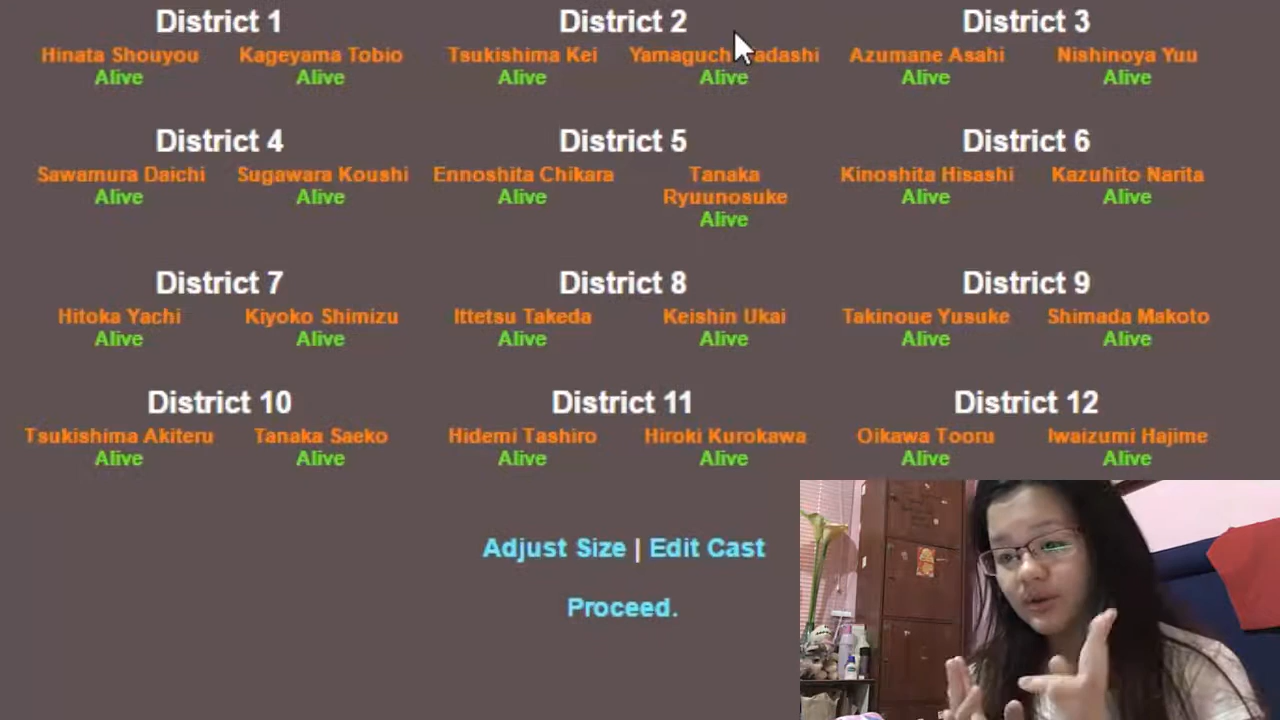 District 1 District 2 District 3
Hinata Shouyou Kageyama Tobio Tsukishima Kei Azumane Asahi Nishinoya Yuu
Alive Alive Alive Alive Alive Alive
District 4 District 5 District 6
Sawamura Daichi Sugawara Koushi Ennoshita Chikara Tanaka Kinoshita Hisashi Kazuhito Narita
Ryuunosuke
Alive Alive Alive Alive Alive
Alive
District 7 District 8 District 9
Hitoka Yachi Kiyoko Shimizu Ittetsu Takeda Keishin Ukai Takinoue Yusuke Shimada Makoto
Alive Alive Alive Alive Alive Alive
District 10 District 11 District 12
Tsukishima Akiteru Tanaka Saeko Hidemi Tashiro Hiroki Kurokawa Oikawa Tooru Iwaizumi Hajime
Alive Alive Alive Alive Alive Alive
Adjust Size | Edit Cast
Proceed.